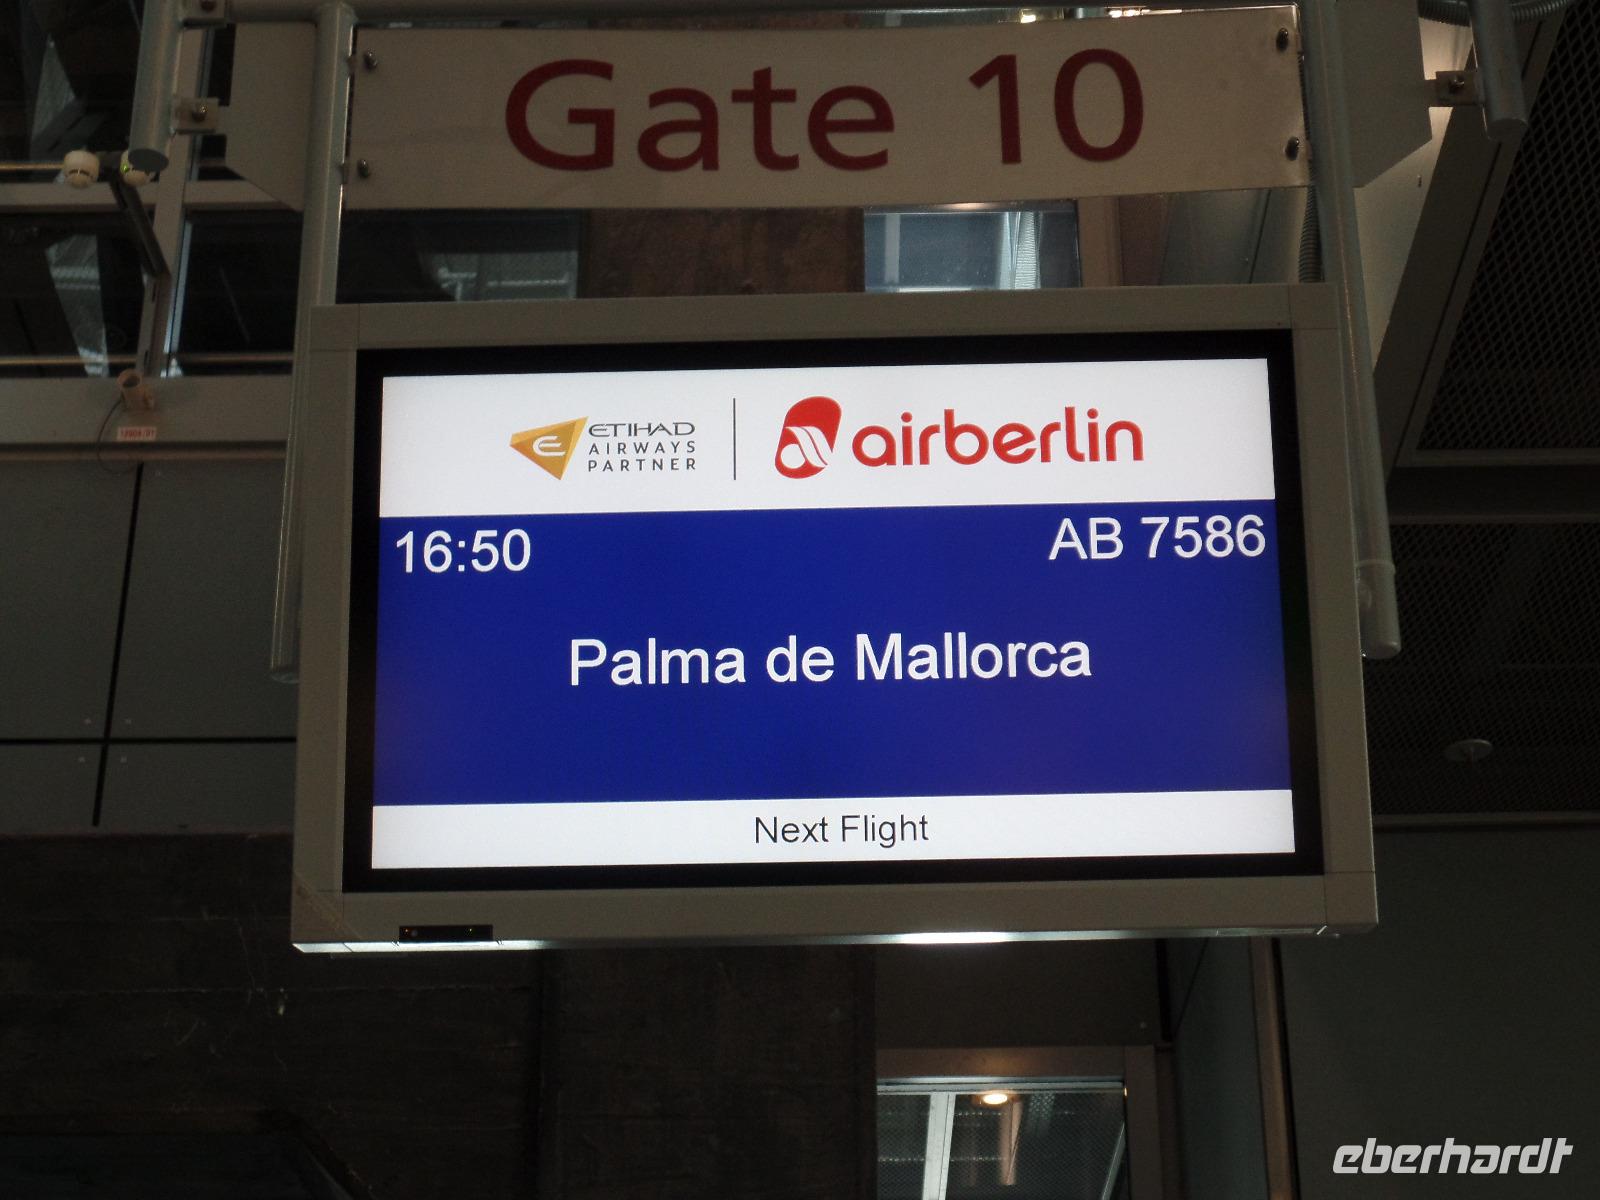 Gate 10
ETIHAD
AIRWAYS
PARTNER
airberlin
16:50
AB 7586
Palma de Mallorca
Next Flight
eberhardt